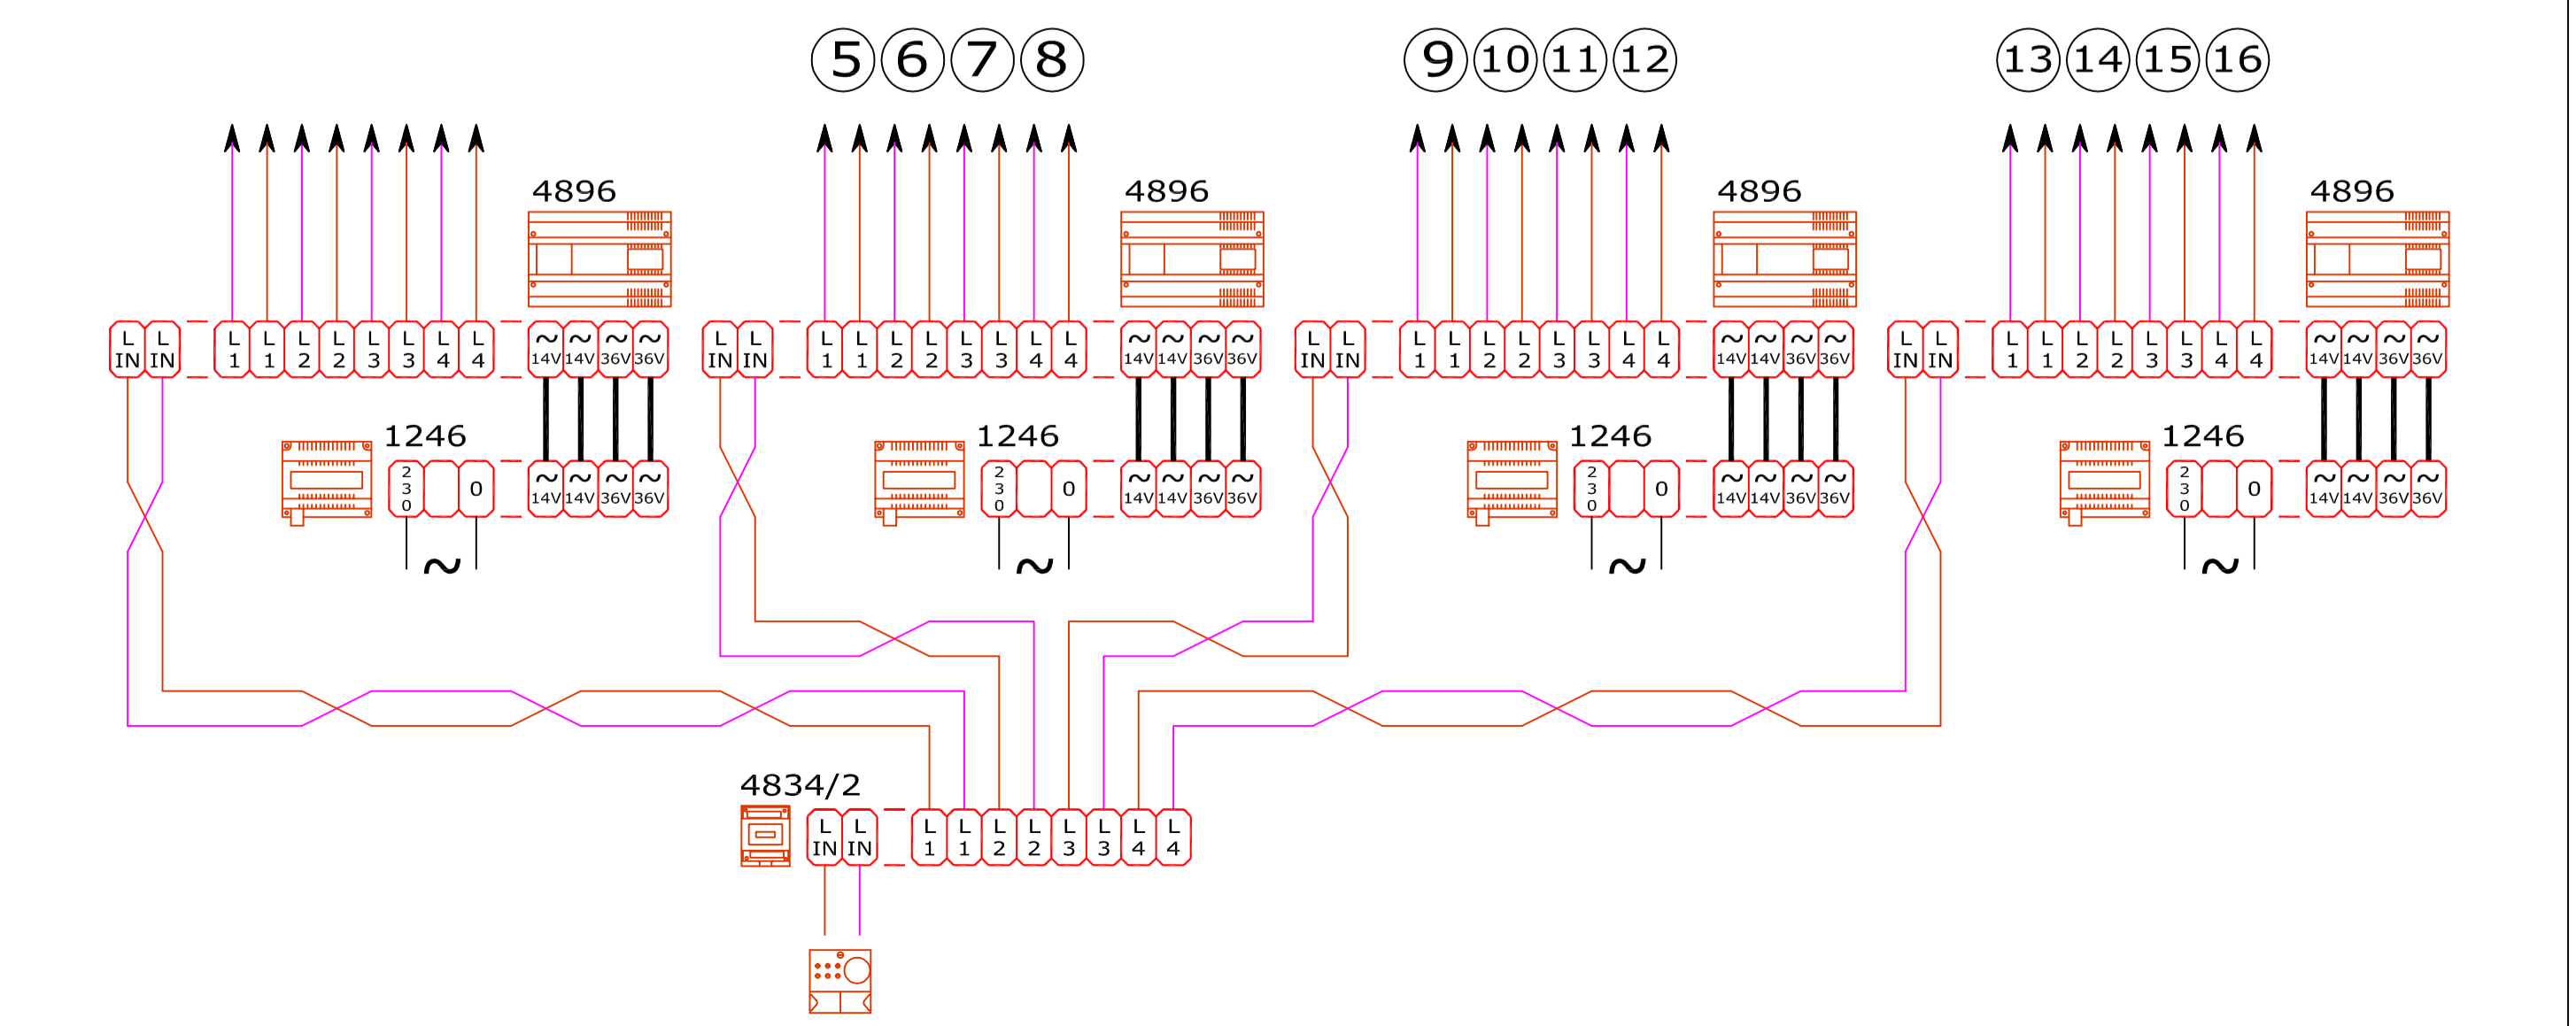 5 6 7 8 9 10 11 12 13 14 15 16
4896 4896 4896 4896
L IN L IN L 1 L 1 L 2 L 2 L 3 L 3 L 4 L 4 ~ 14V ~ 14V ~ 36V ~ 36V
L IN L IN L 1 L 1 L 2 L 2 L 3 L 3 L 4 L 4 ~ 14V ~ 14V ~ 36V ~ 36V
L IN L IN L 1 L 1 L 2 L 2 L 3 L 3 L 4 L 4 ~ 14V ~ 14V ~ 36V ~ 36V
L IN L IN L 1 L 1 L 2 L 2 L 3 L 3 L 4 L 4 ~ 14V ~ 14V ~ 36V ~ 36V
1246 1246 1246 1246
230 0 ~ 14V ~ 14V ~ 36V ~ 36V
230 0 ~ 14V ~ 14V ~ 36V ~ 36V
230 0 ~ 14V ~ 14V ~ 36V ~ 36V
230 0 ~ 14V ~ 14V ~ 36V ~ 36V
~ ~ ~ ~
4834/2
L IN L IN L 1 L 1 L 2 L 2 L 3 L 3 L 4 L 4